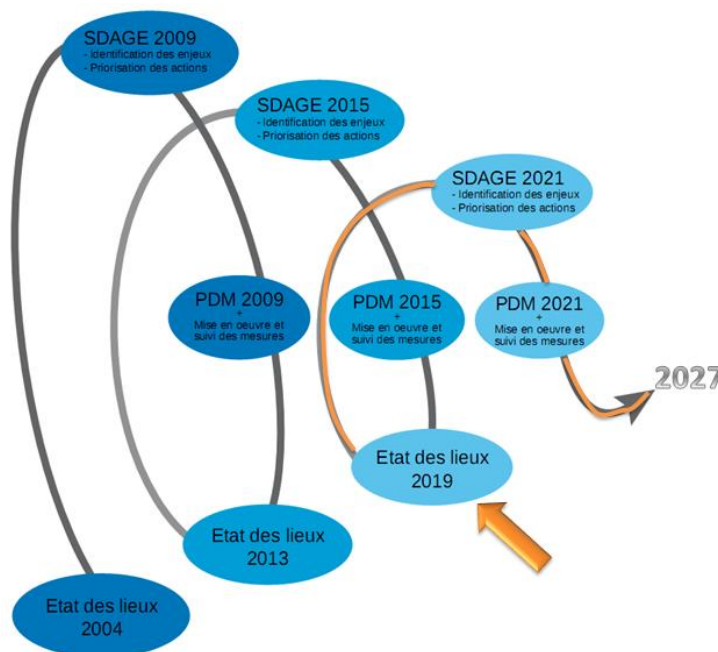 SDAGE 2009
- Identification des enjeux
- Priorisation des actions
SDAGE 2015
- Identification des enjeux
- Priorisation des actions
SDAGE 2021
- Identification des enjeux
- Priorisation des actions
PDM 2009
+
Mise en oeuvre et
suivi des mesures
PDM 2015
+
Mise en oeuvre et
suivi des mesures
PDM 2021
+
Mise en oeuvre et
suivi des mesures
2027
Etat des lieux
2019
Etat des lieux
2013
Etat des lieux
2004